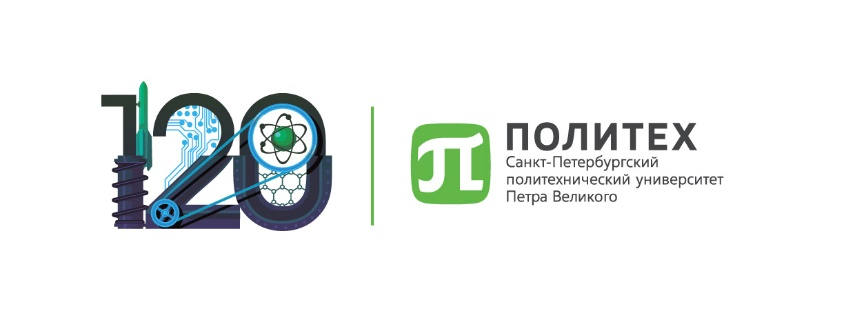 120
ПОЛИТЕХ
Санкт-Петербургский
политехнический университет
Петра Великого